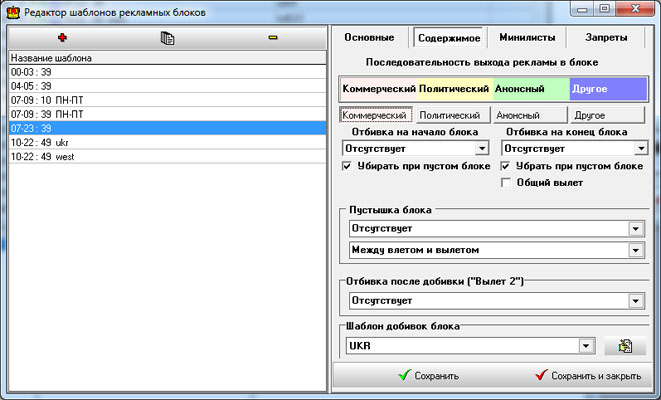 Редактор шаблонов рекламных блоков
Название шаблона
00-03 : 39
04-05 : 39
07-09 : 10 ПН-ПТ
07-09 : 39 ПН-ПТ
07-23 : 39
10-22 : 49 ukr
10-22 : 49 west
Основные Содержимое Минилисты Запреты
Последовательность выхода рекламы в блоке
Коммерческий Политический Анонсный Другое
Коммерческий Политический Анонсный Другое
Отбивка на начало блока Отбивка на конец блока
Отсутствует Отсутствует
Убирать при пустом блоке Убрать при пустом блоке
Общий вылет
Пустышка блока
Отсутствует
Между влетом и вылетом
Отбивка после добивки ("Вылет 2")
Отсутствует
Шаблон добивок блока
UKR
Сохранить Сохранить и закрыть